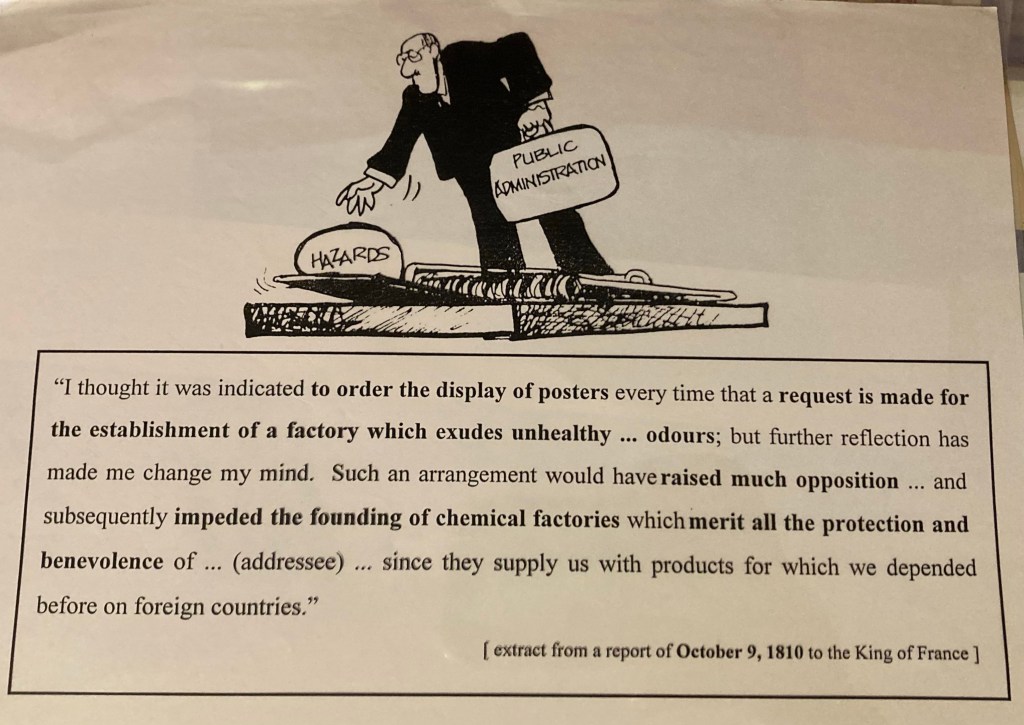 PUBLIC
ADMINISTRATION
HAZARDS
“I thought it was indicated to order the display of posters every time that a request is made for
the establishment of a factory which exudes unhealthy ... odours; but further reflection has
made me change my mind. Such an arrangement would have raised much opposition ... and
subsequently impeded the founding of chemical factories which merit all the protection and
benevolence of ... (addressee) ... since they supply us with products for which we depended
before on foreign countries.”
[ extract from a report of October 9, 1810 to the King of France ]